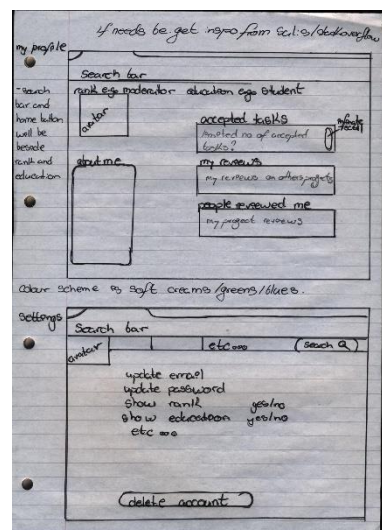 if needs be get inspo from
my profile
Search bar
rank eg: moderator education eg: student
- search
bar and
home button
will be
beside
rank and
education
avatar
accepted tasks
limited no of accepted
tasks?
infinite
about me
my reviews
my reviews on others projects
people reviewed me
my project reviews
colour scheme is soft creams/greens/blues.
settings
Search bar
avatar
etc...
search
update email
update password
show rank yes/no
show education yes/no
etc ...
delete account